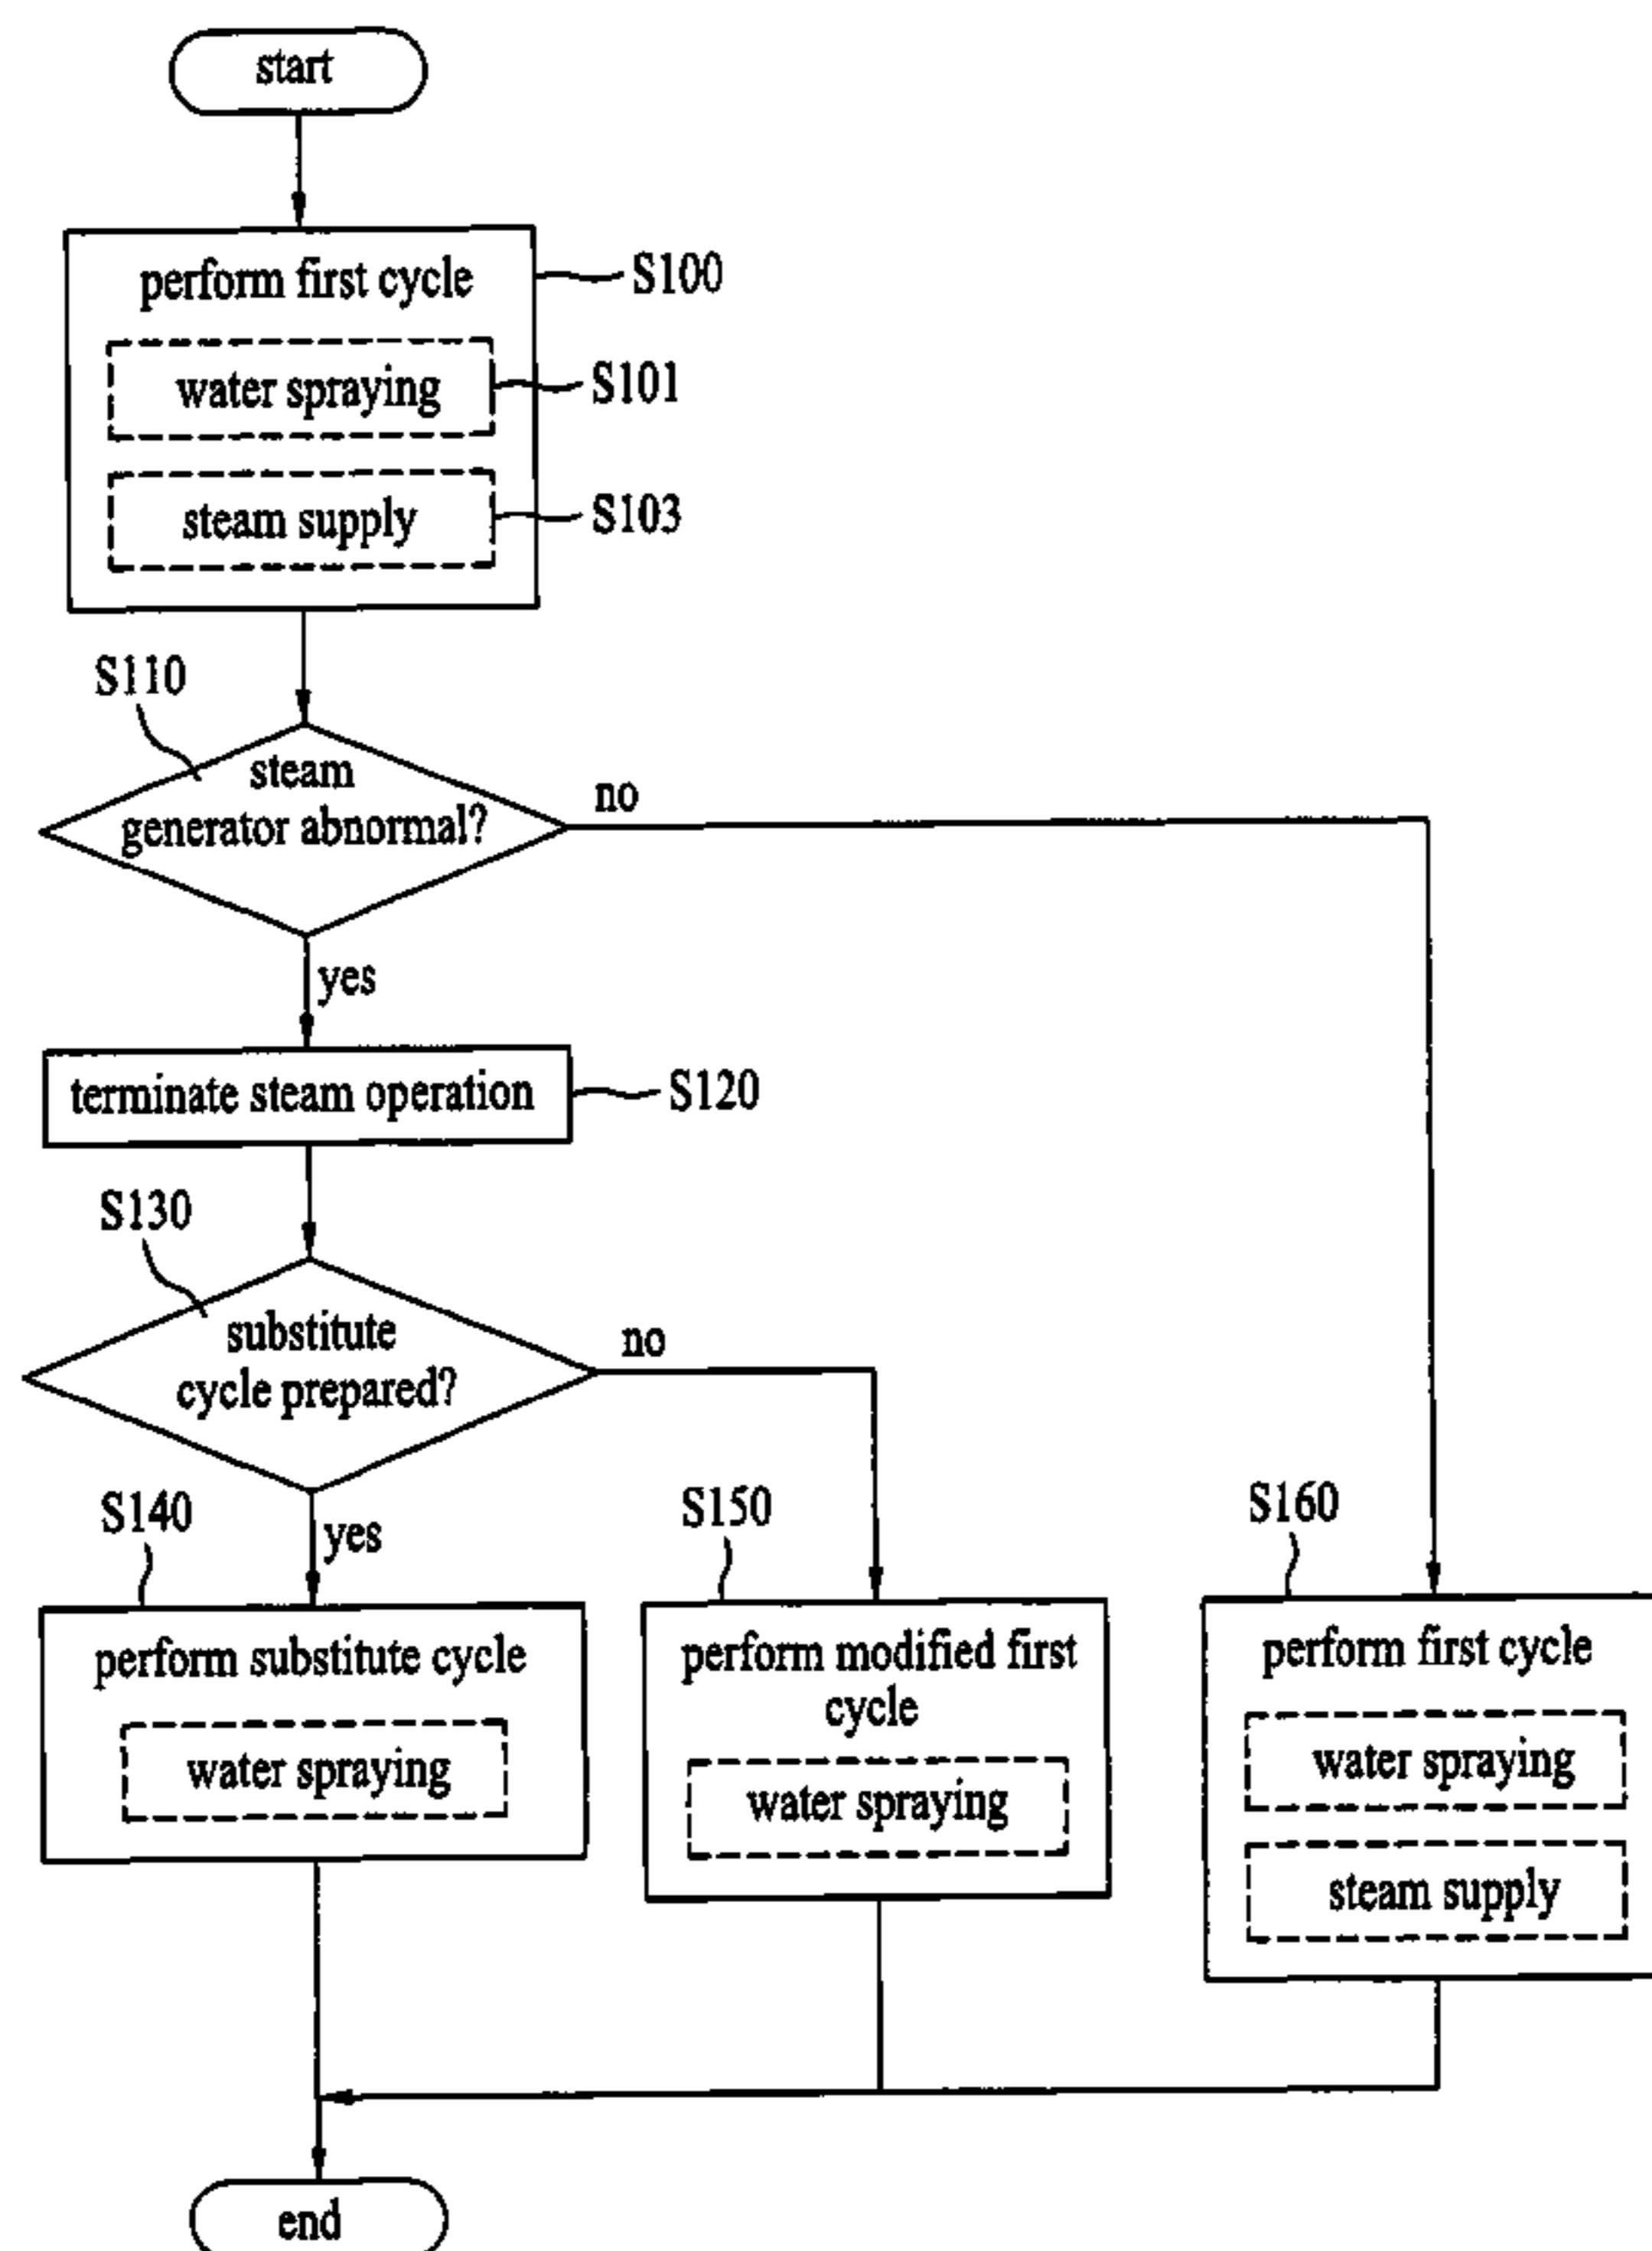 start
perform first cycle
S100
water spraying
S101
steam supply
S103
S110
steam
generator abnormal?
no
yes
terminate steam operation
S120
S130
substitute
cycle prepared?
no
yes
S140
S150
S160
perform substitute cycle
water spraying
perform modified first
cycle
water spraying
perform first cycle
water spraying
steam supply
end